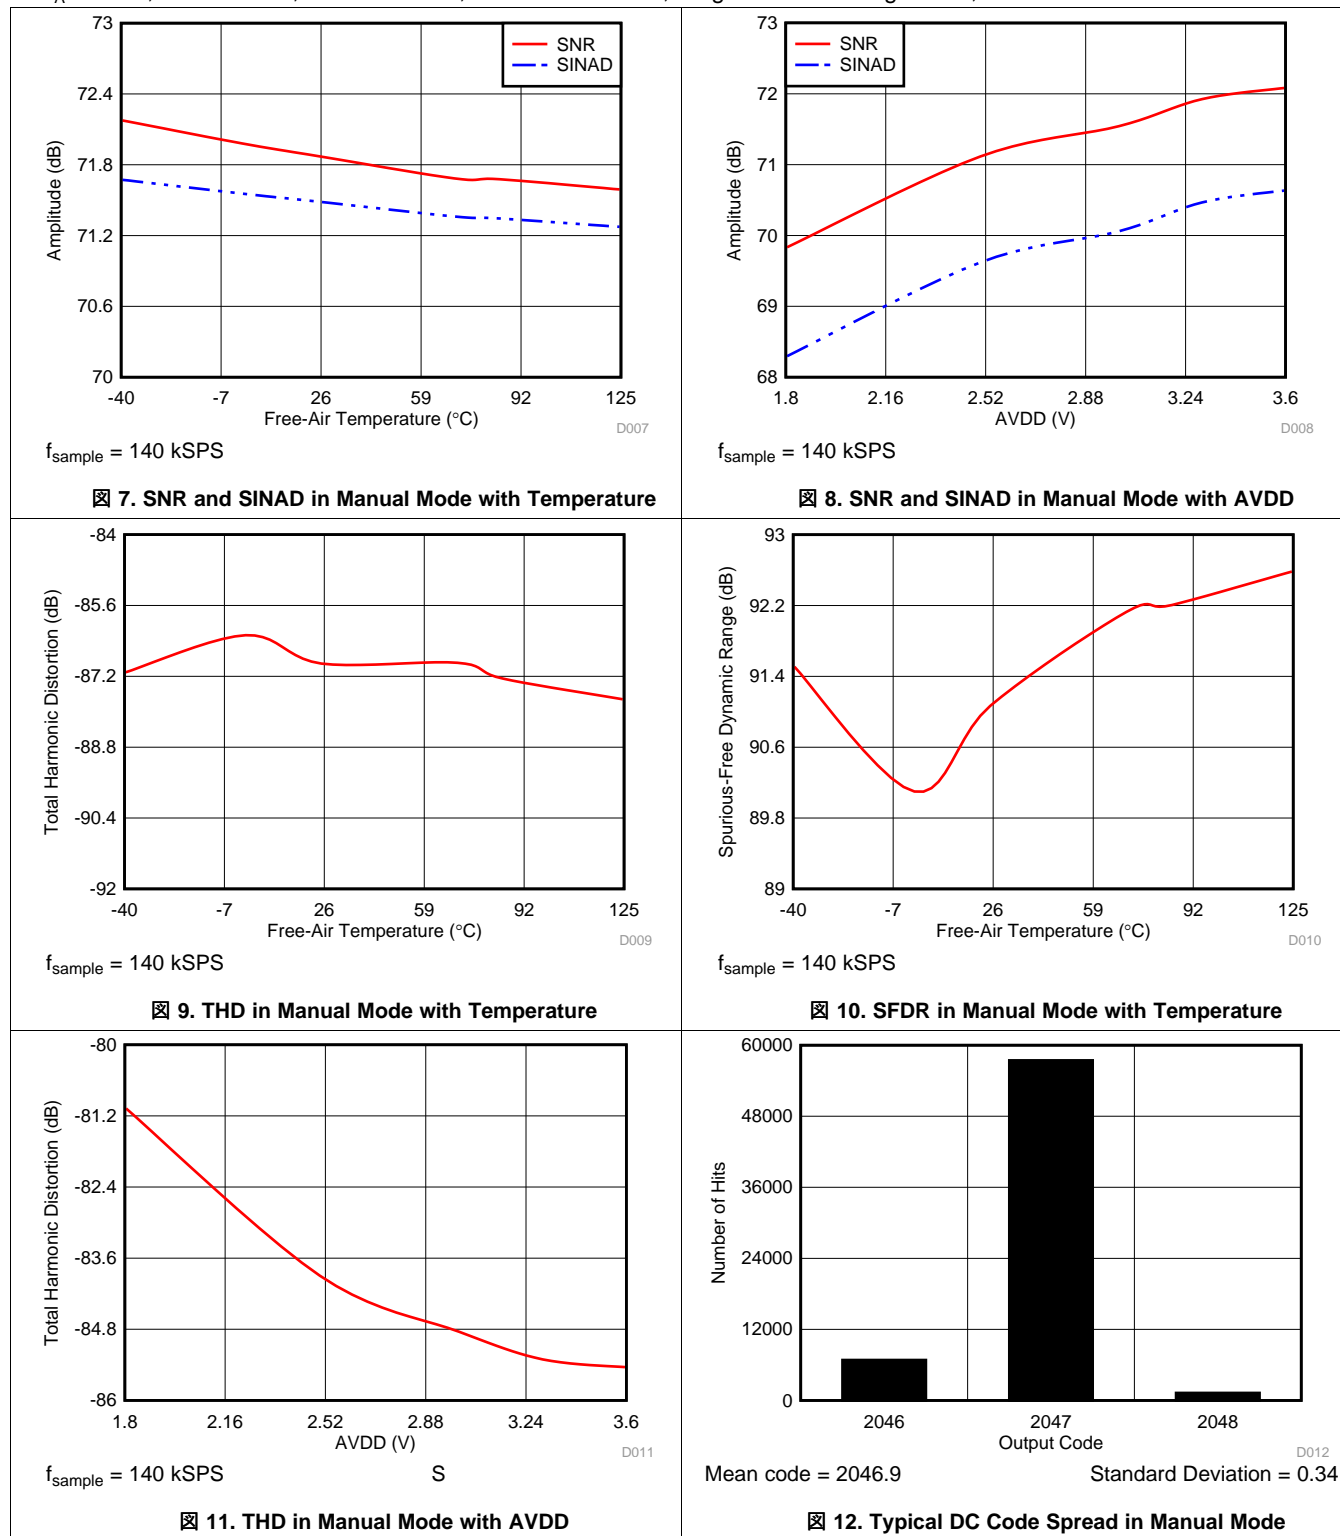 73
72.4
71.8
71.2
70.6
70
Amplitude (dB)
SNR
SINAD
-40 -7 26 59 92 125
Free-Air Temperature (°C)
D007
fsample = 140 kSPS
図 7. SNR and SINAD in Manual Mode with Temperature
73
72
71
70
69
68
Amplitude (dB)
SNR
SINAD
1.8 2.16 2.52 2.88 3.24 3.6
AVDD (V)
D008
fsample = 140 kSPS
図 8. SNR and SINAD in Manual Mode with AVDD
-84
-85.6
-87.2
-88.8
-90.4
-92
Total Harmonic Distortion (dB)
-40 -7 26 59 92 125
Free-Air Temperature (°C)
D009
fsample = 140 kSPS
図 9. THD in Manual Mode with Temperature
93
92.2
91.4
90.6
89.8
89
Spurious-Free Dynamic Range (dB)
-40 -7 26 59 92 125
Free-Air Temperature (°C)
D010
fsample = 140 kSPS
図 10. SFDR in Manual Mode with Temperature
-80
-81.2
-82.4
-83.6
-84.8
-86
Total Harmonic Distortion (dB)
1.8 2.16 2.52 2.88 3.24 3.6
AVDD (V)
D011
fsample = 140 kSPS S
図 11. THD in Manual Mode with AVDD
60000
48000
36000
24000
12000
0
Number of Hits
2046 2047 2048
Output Code
D012
Mean code = 2046.9 Standard Deviation = 0.34
図 12. Typical DC Code Spread in Manual Mode